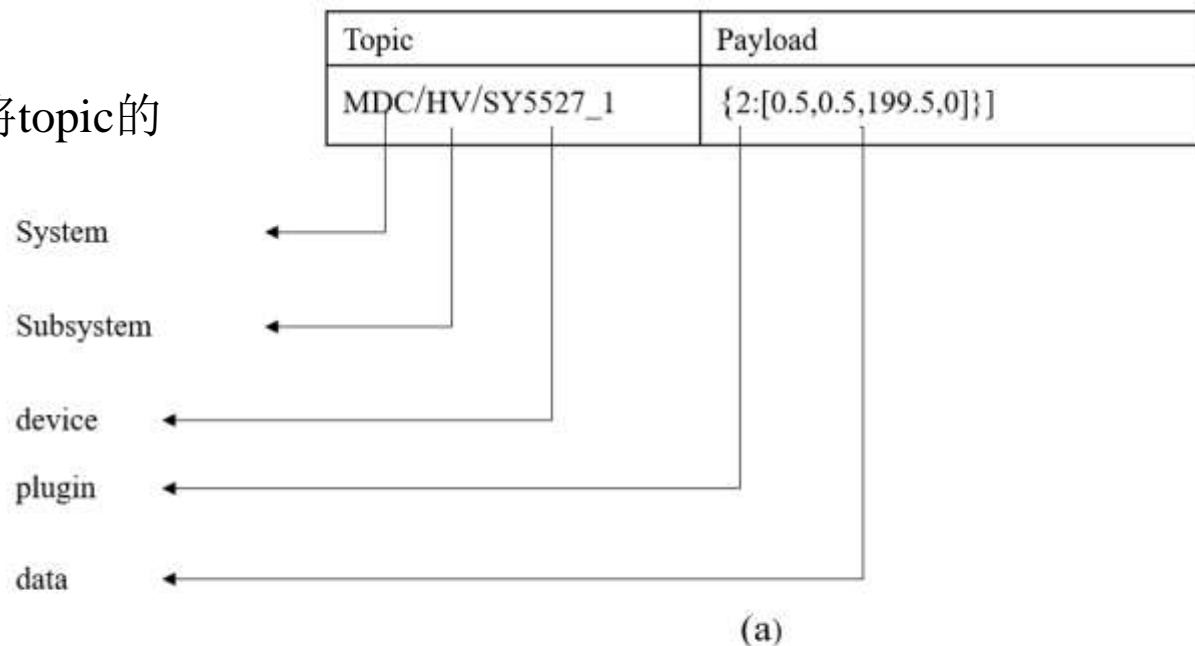 Topic Payload
将topic的
MDC/HV/SY5527_1 {2:[0.5,0.5,199.5,0]}]
System
Subsystem
device
plugin
data
(a)